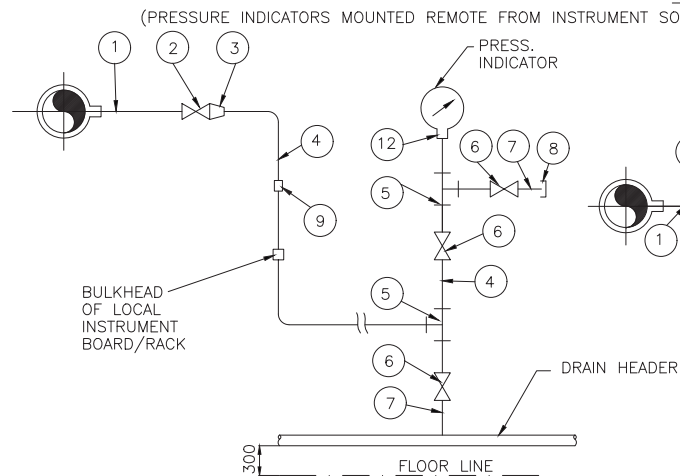 (PRESSURE INDICATORS MOUNTED REMOTE FROM INSTRUMENT
PRESS.
INDICATOR
1
2
3
4
12
6
7
8
5
9
6
1
4
BULKHEAD
OF LOCAL
INSTRUMENT
BOARD/RACK
5
6
7
DRAIN HEADER
300
FLOOR LINE